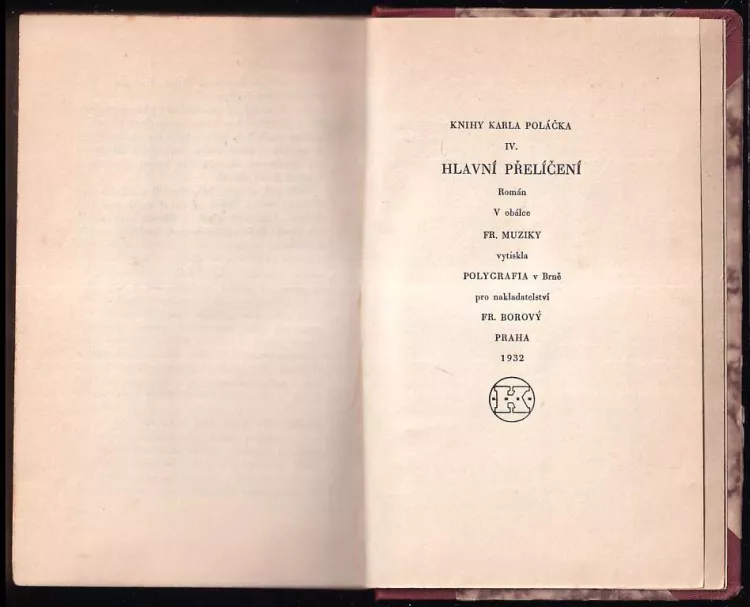 KNIHY KARLA POLÁČKA
IV.
HLAVNÍ PŘELÍČENÍ
Román
V obálce
FR. MUZIKY
vytiskla
POLYGRAFIA v Brně
pro nakladatelství
FR. BOROVÝ
PRAHA
1932